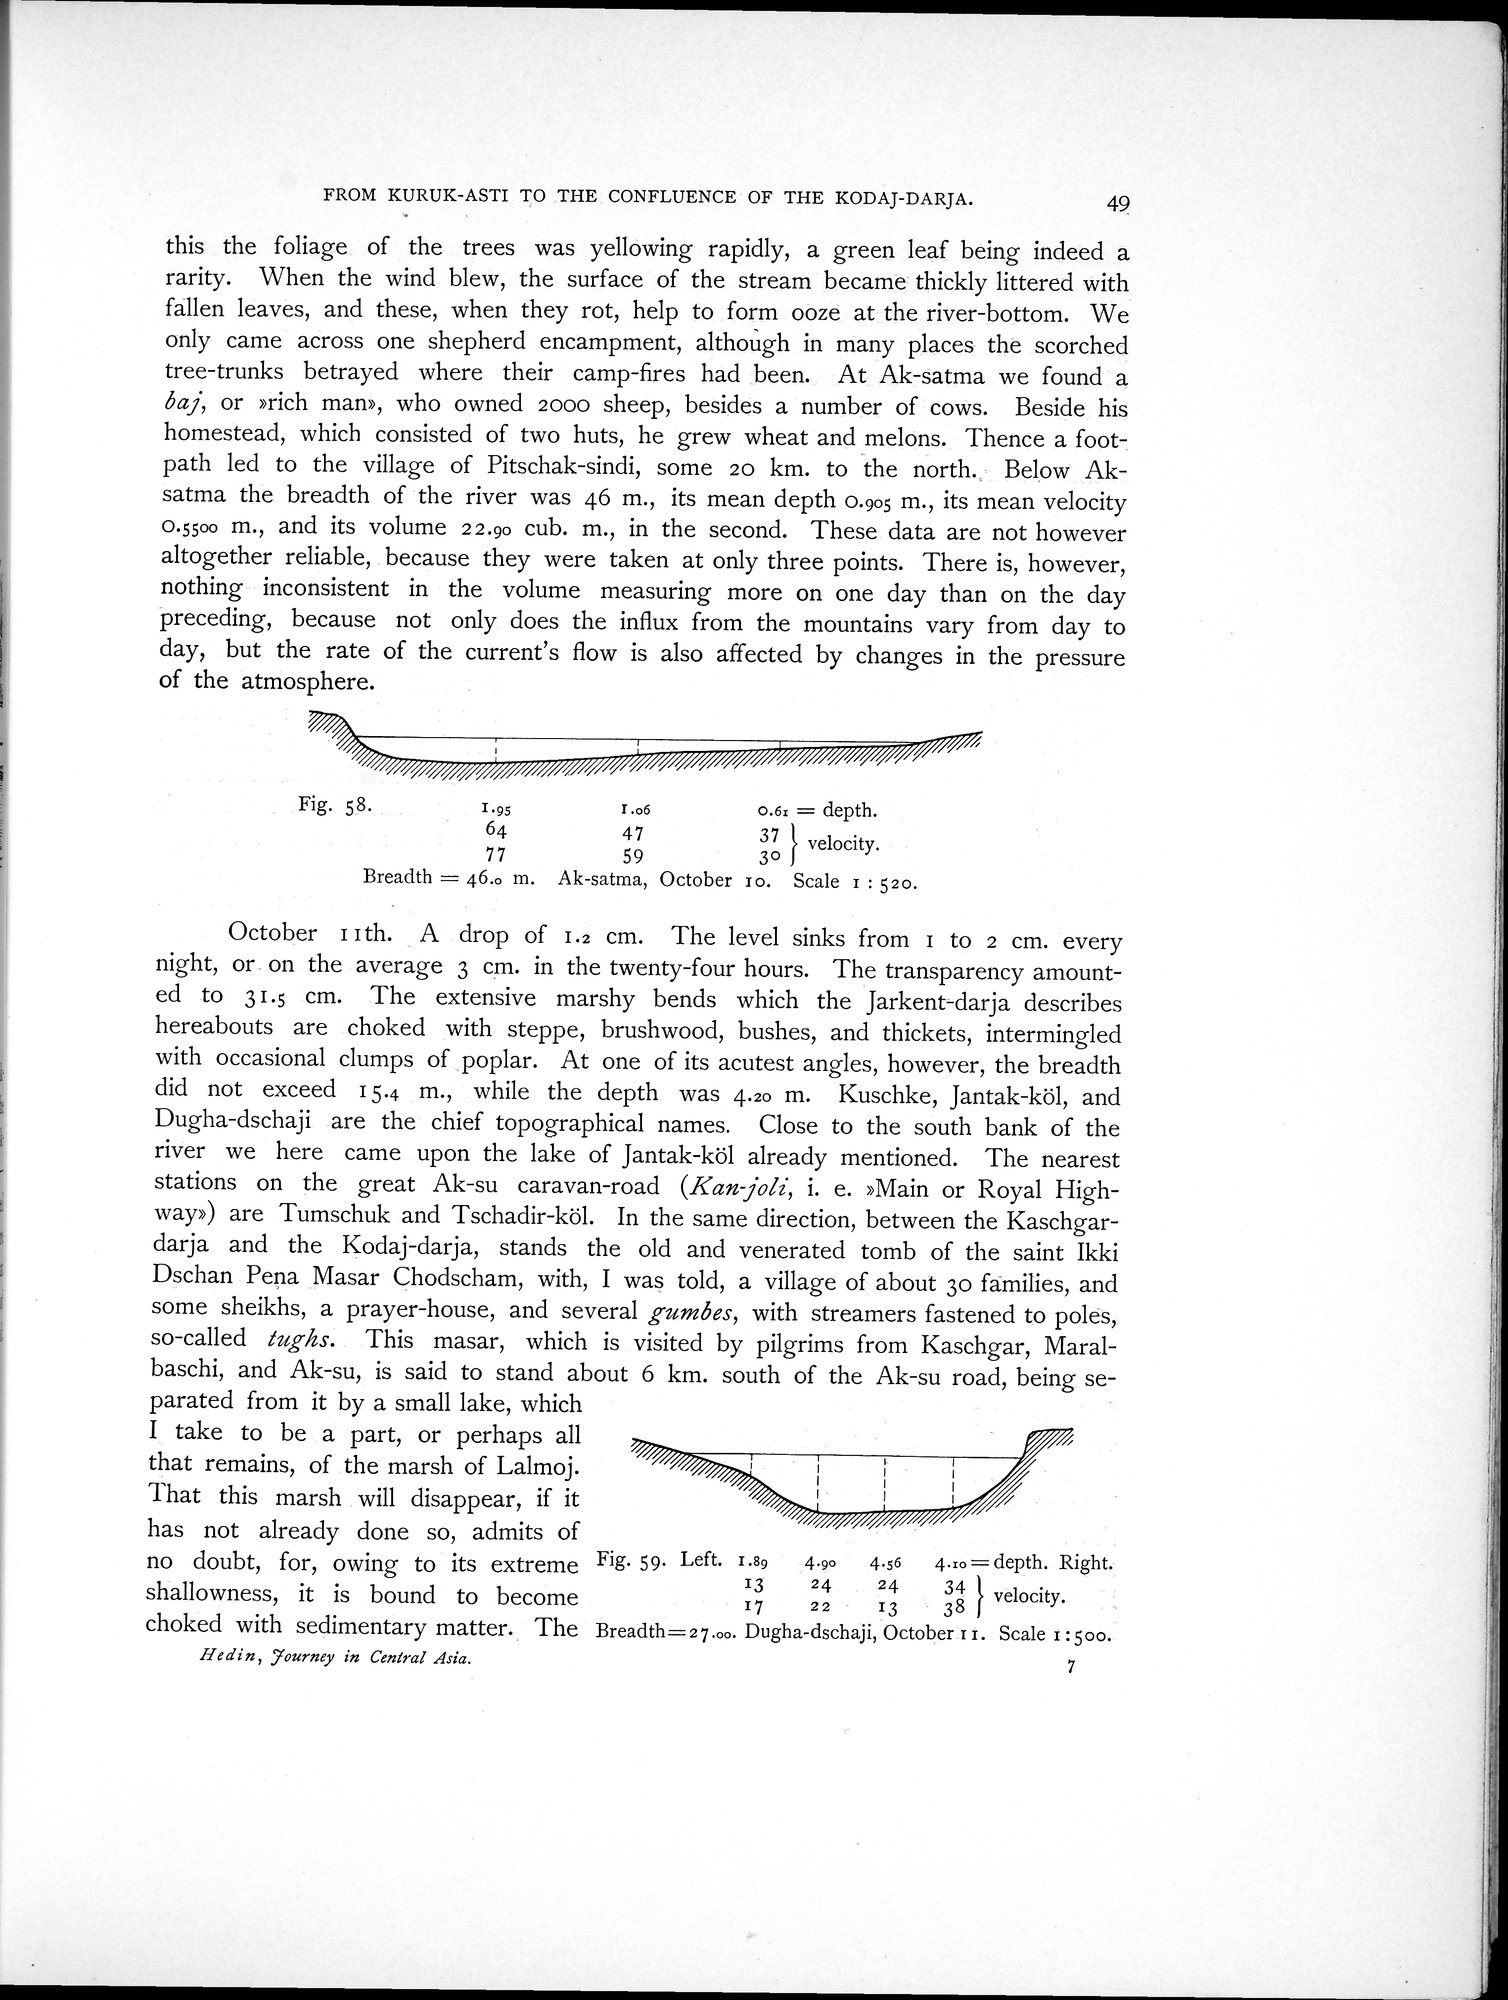 FROM KURUK-ASTI TO THE CONFLUENCE OF THE KODAJ-DARJA. 49
this the foliage of the trees was yellowing rapidly, a green leaf being indeed a
rarity. When the wind blew, the surface of the stream became thickly littered with
fallen leaves, and these, when they rot, help to form ooze at the river-bottom. We
only came across one shepherd encampment, although in many places the scorched
tree-trunks betrayed where their camp-fires had been. At Ak-satma we found a
baj, or »rich man», who owned 2000 sheep, besides a number of cows. Beside his
homestead, which consisted of two huts, he grew wheat and melons. Thence a foot-
path led to the village of Pitschak-sindi, some 20 km. to the north. Below Ak-
satma the breadth of the river was 46 m., its mean depth 0.905 m., its mean velocity
0.5500 m., and its volume 22.90 cub. m., in the second. These data are not however
altogether reliable, because they were taken at only three points. There is, however,
nothing inconsistent in the volume measuring more on one day than on the day
preceding, because not only does the influx from the mountains vary from day to
day, but the rate of the current's flow is also affected by changes in the pressure
of the atmosphere.
Fig. 58. 1.95 1.06 0.61 = depth.
64 47 37 } velocity.
77 59 30
Breadth = 46.0 m. Ak-satma, October 10. Scale 1 : 520.
October 11th. A drop of 1.2 cm. The level sinks from 1 to 2 cm. every
night, or on the average 3 cm. in the twenty-four hours. The transparency amount-
ed to 31.5 cm. The extensive marshy bends which the Jarkent-darja describes
hereabouts are choked with steppe, brushwood, bushes, and thickets, intermingled
with occasional clumps of poplar. At one of its acutest angles, however, the breadth
did not exceed 15.4 m., while the depth was 4.20 m. Kuschke, Jantak-köl, and
Dugha-dschaji are the chief topographical names. Close to the south bank of the
river we here came upon the lake of Jantak-köl already mentioned. The nearest
stations on the great Ak-su caravan-road (Kan-joli, i. e. »Main or Royal High-
way») are Tumschuk and Tschadir-köl. In the same direction, between the Kaschgar-
darja and the Kodaj-darja, stands the old and venerated tomb of the saint Ikki
Dschan Pena Masar Chodscham, with, I was told, a village of about 30 families, and
some sheikhs, a prayer-house, and several gumbes, with streamers fastened to poles,
so-called tughs. This masar, which is visited by pilgrims from Kaschgar, Maral-
baschi, and Ak-su, is said to stand about 6 km. south of the Ak-su road, being se-
parated from it by a small lake, which
I take to be a part, or perhaps all
that remains, of the marsh of Lalmoj.
That this marsh will disappear, if it
has not already done so, admits of
no doubt, for, owing to its extreme
shallowness, it is bound to become
choked with sedimentary matter. The
Fig. 59. Left. 1.89 4.90 4.56 4.10 = depth. Right.
13 24 24 34 } velocity.
17 22 13 38
Breadth=27.00. Dugha-dschaji, October 11. Scale 1:500.
Hedin, Journey in Central Asia. 7